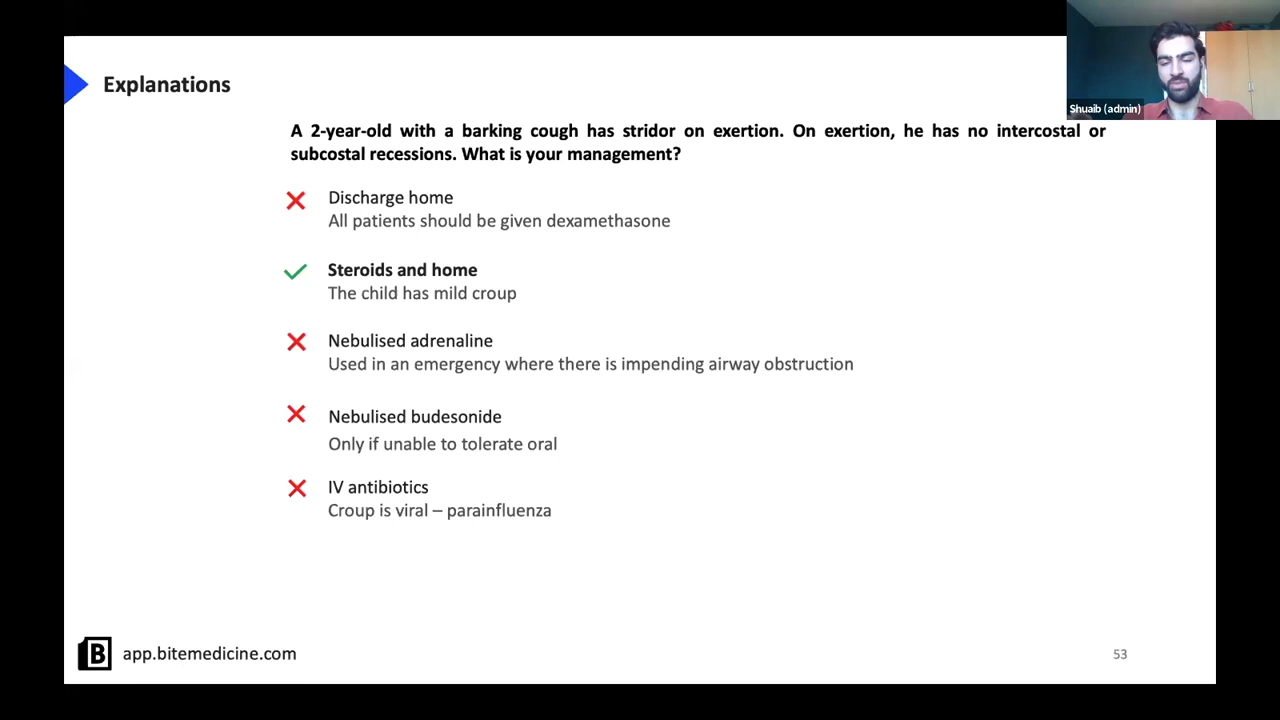 Shuaib (admin)
Explanations
A 2-year-old with a barking cough has stridor on exertion. On exertion, he has no intercostal or
subcostal recessions. What is your management?
Discharge home
All patients should be given dexamethasone
Steroids and home
The child has mild croup
Nebulised adrenaline
Used in an emergency where there is impending airway obstruction
Nebulised budesonide
Only if unable to tolerate oral
IV antibiotics
Croup is viral – parainfluenza
B app.bitemedicine.com
53